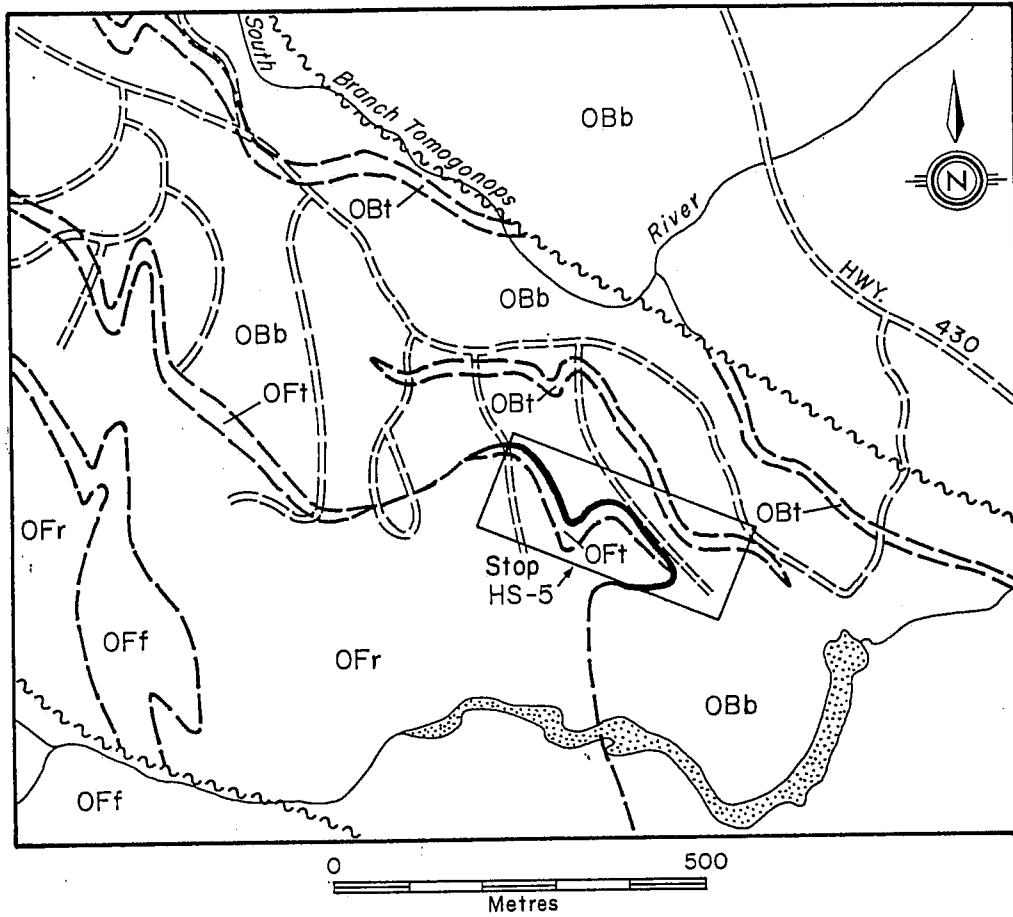 South
Branch Tomogonops
River
OBb
N
OBt
HWY.
430
OBb
OBb
OFt
OBt
OBt
OFr
OFt
Stop
HS-5
OFf
OFr
OBb
OFf
0 500
Metres